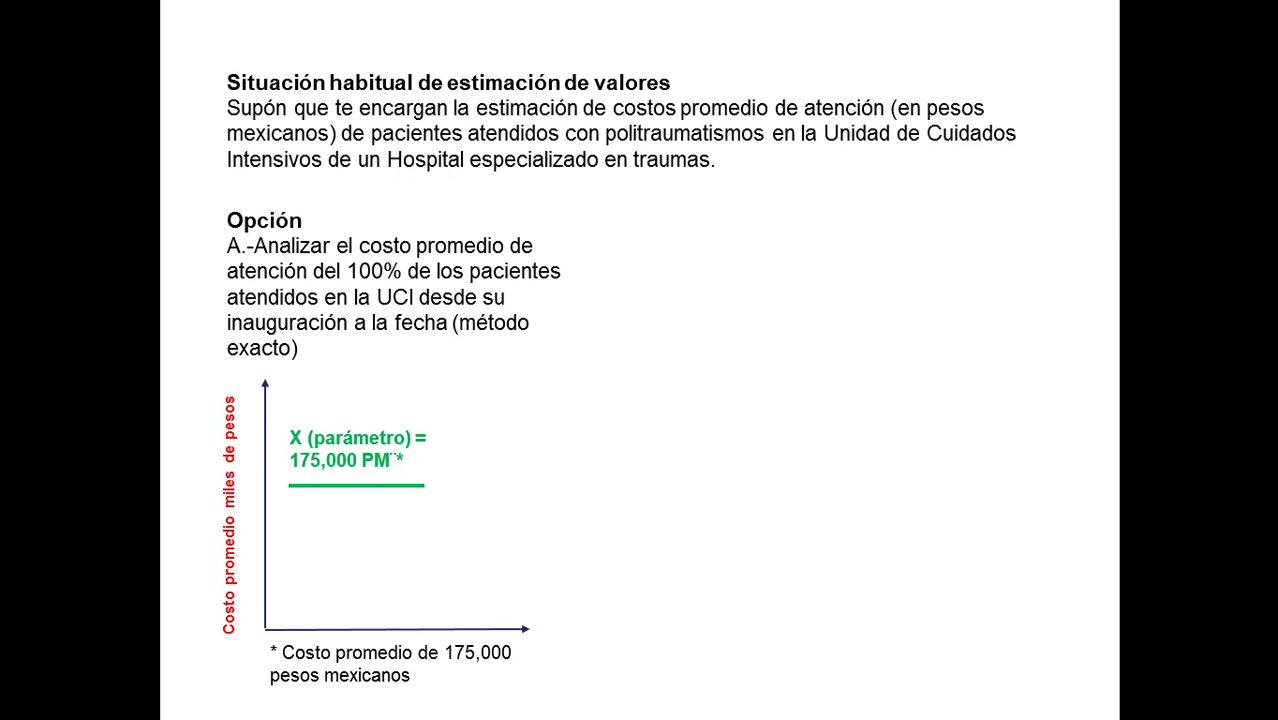 Situación habitual de estimación de valores
Supón que te encargan la estimación de costos promedio de atención (en pesos
mexicanos) de pacientes atendidos con politraumatismos en la Unidad de Cuidados
Intensivos de un Hospital especializado en traumas.
Opción
A.-Analizar el costo promedio de
atención del 100% de los pacientes
atendidos en la UCI desde su
inauguración a la fecha (método
exacto)
Costo promedio miles de pesos
X (parámetro) =
175,000 PM¨*
* Costo promedio de 175,000
pesos mexicanos